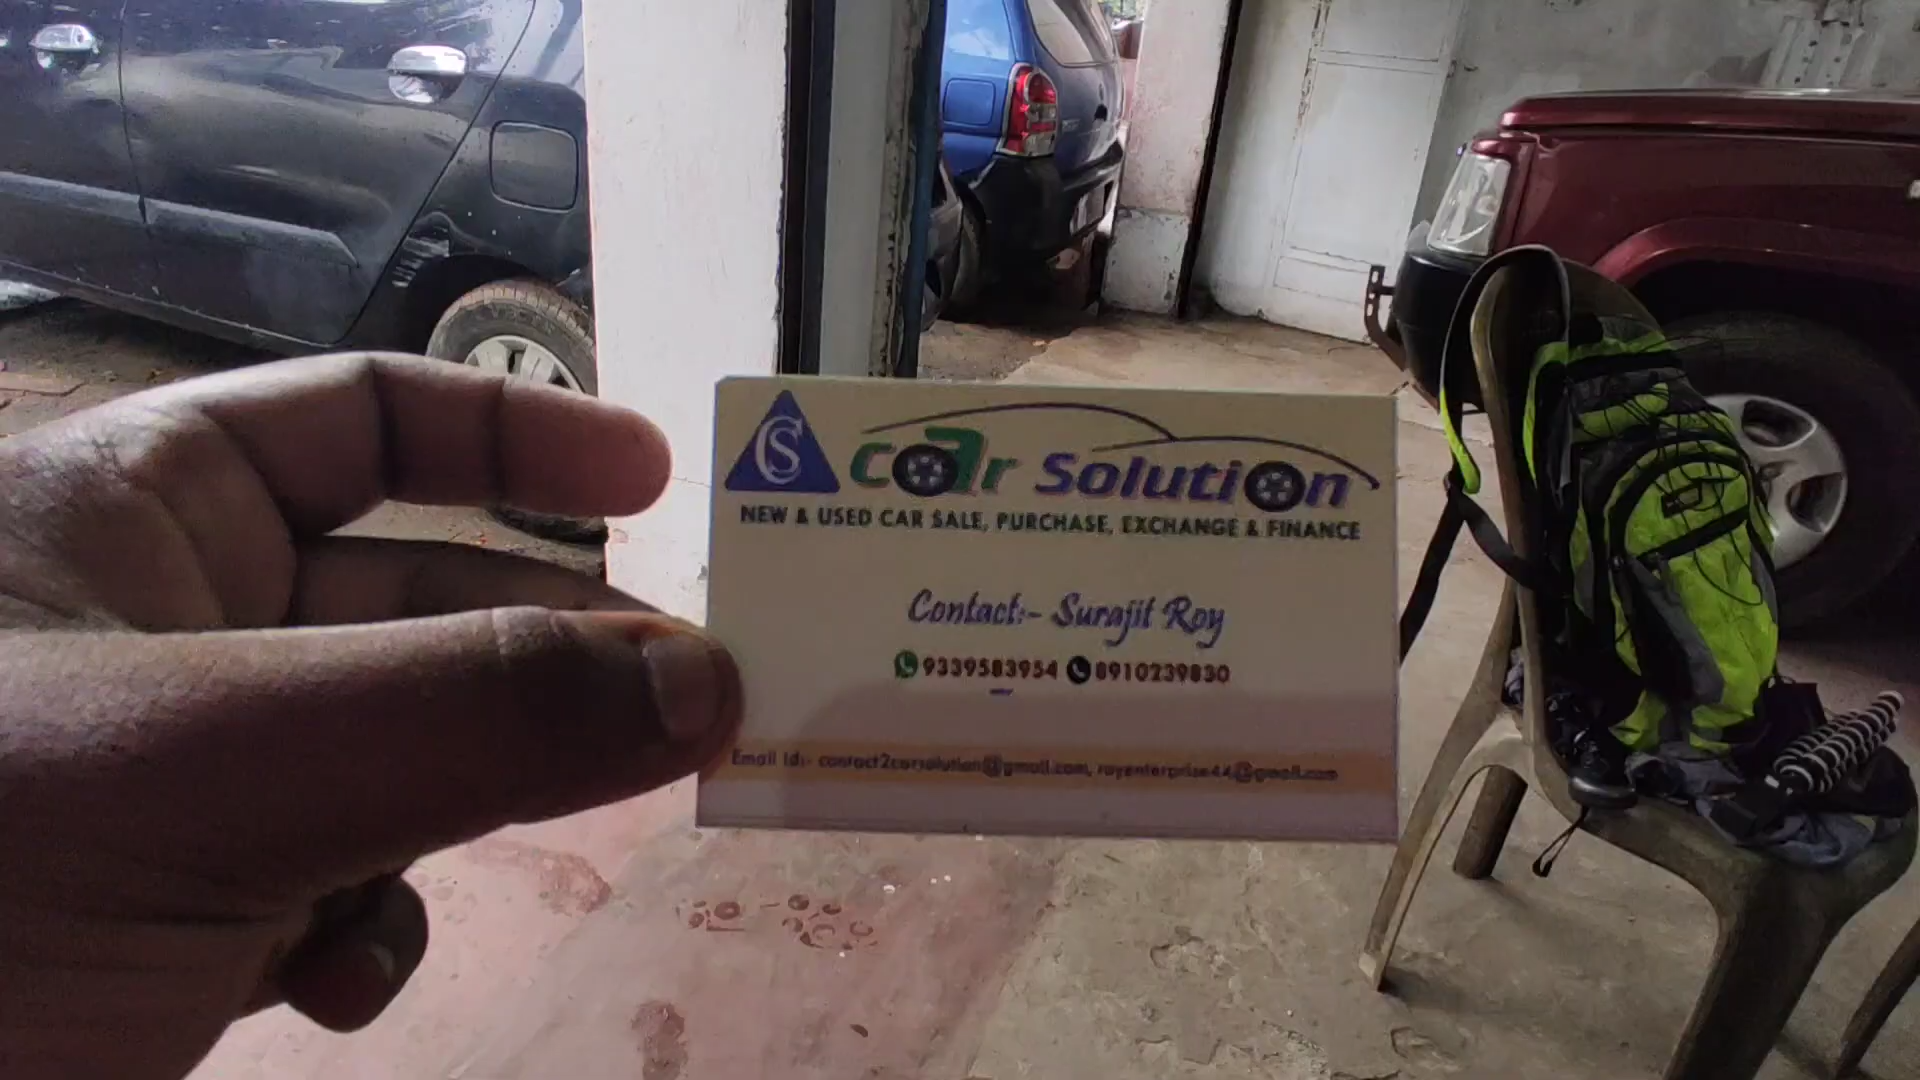 CS Car Solution
NEW & USED CAR SALE, PURCHASE, EXCHANGE & FINANCE
Contact:- Surajit Roy
9339583954 8910239830
Email Id:- contact2carsolution@gmail.com, royenterprise44@gmail.com